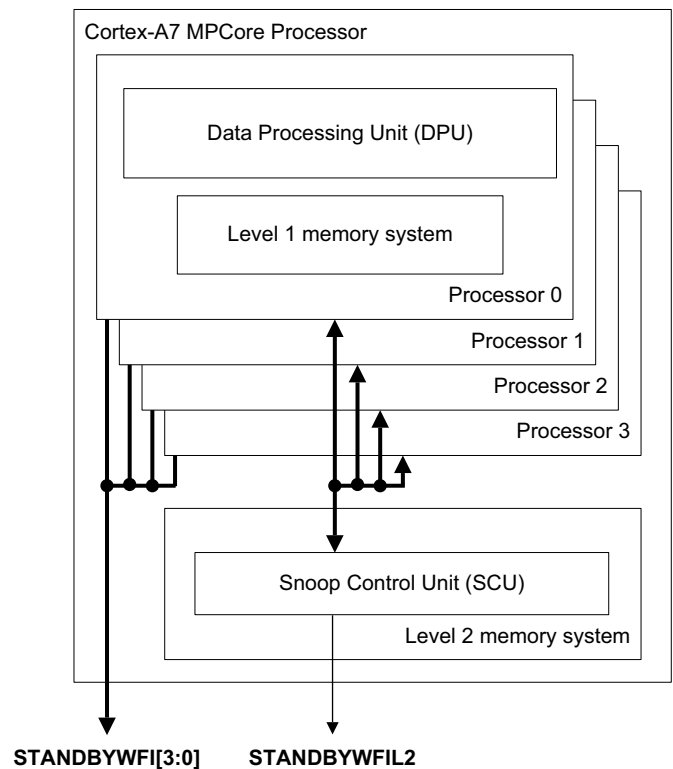 Cortex-A7 MPCore Processor
Data Processing Unit (DPU)
Level 1 memory system
Processor 0
Processor 1
Processor 2
Processor 3
Snoop Control Unit (SCU)
Level 2 memory system
STANDBYWFI[3:0]
STANDBYWFIL2